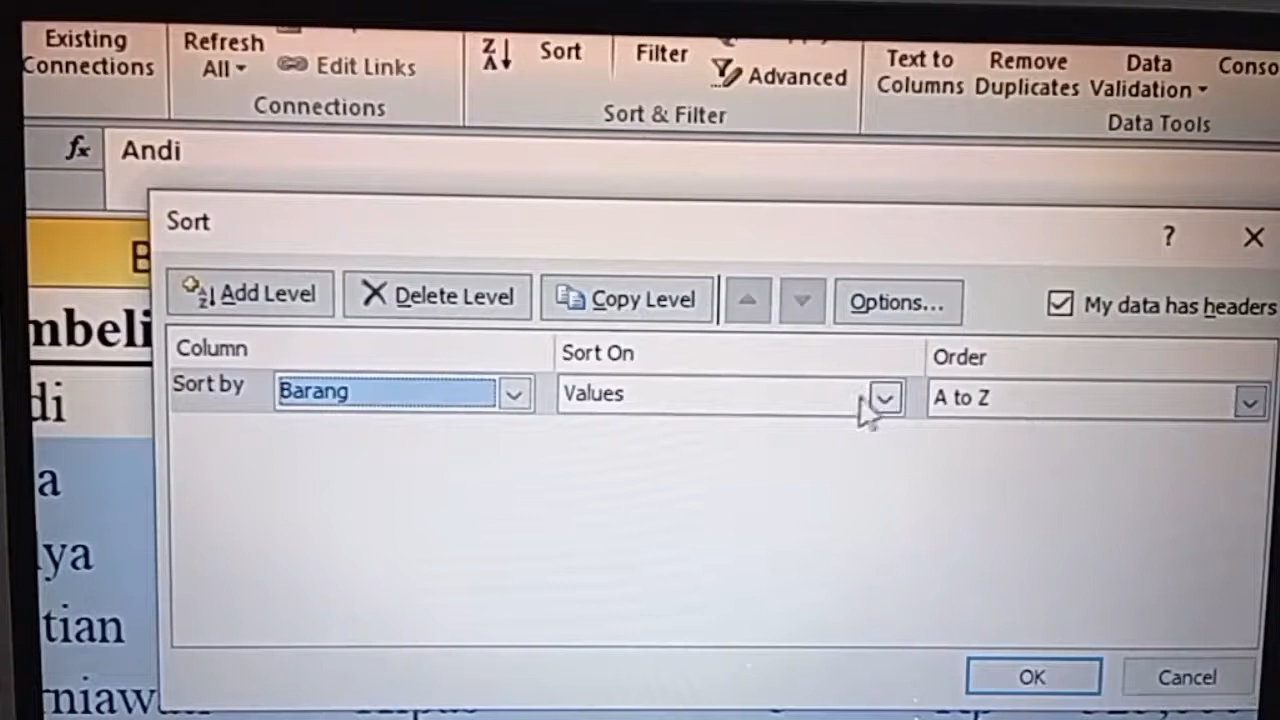 Existing
Connections
Refresh
All
Edit Links
Connections
Sort
Filter
Advanced
Sort & Filter
Text to
Columns
Remove
Duplicates
Data
Validation
Conso
Data Tools
fx Andi
Sort
? X
Add Level Delete Level Copy Level Options... My data has headers
Column Sort On Order
Sort by Barang Values A to Z
B
mbeli
di
a
ya
tian
rniaw
OK Cancel